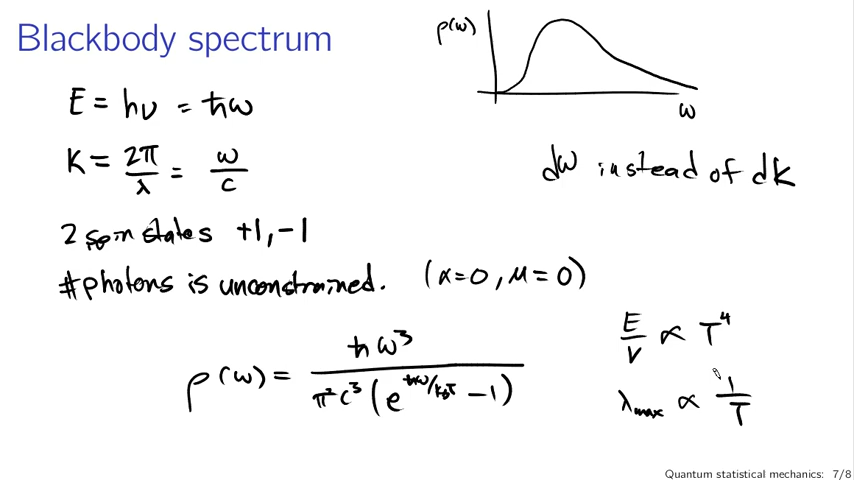 Blackbody spectrum
ρ(ω)
ω
E = hν = ħω
K = 2π/λ = ω/c
dω instead of dk
2 spin states +1, -1
#photons is unconstrained. (α=0, μ=0)
ρ(ω) = ħω³ / π²c³(e^{ħω/k_bT} - 1)
E/V ∝ T⁴
λmax ∝ 1/T
Quantum statistical mechanics: 7/8